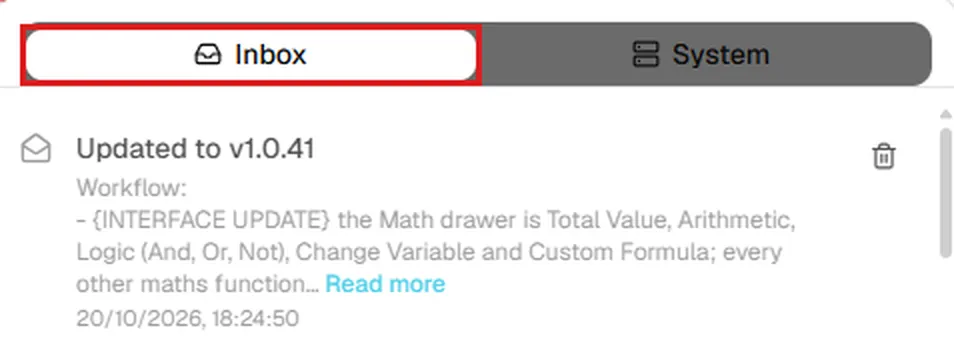 Inbox
System
Updated to v1.0.41
Workflow:
- {INTERFACE UPDATE} the Math drawer is Total Value, Arithmetic,
Logic (And, Or, Not), Change Variable and Custom Formula; every
other maths function... Read more
20/10/2026, 18:24:50